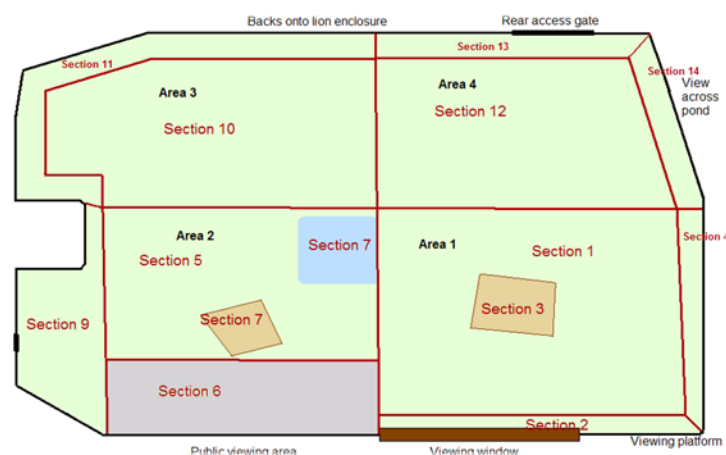 Backs onto lion enclosure
Rear access gate
Section 13
Section 11
Section 14
View
across
pond
Area 3
Area 4
Section 10
Section 12
Area 2
Section 7
Area 1
Section 1
Section 4
Section 5
Section 3
Section 7
Section 9
Section 6
Section 2
Viewing platform
Public viewing area
Viewing window